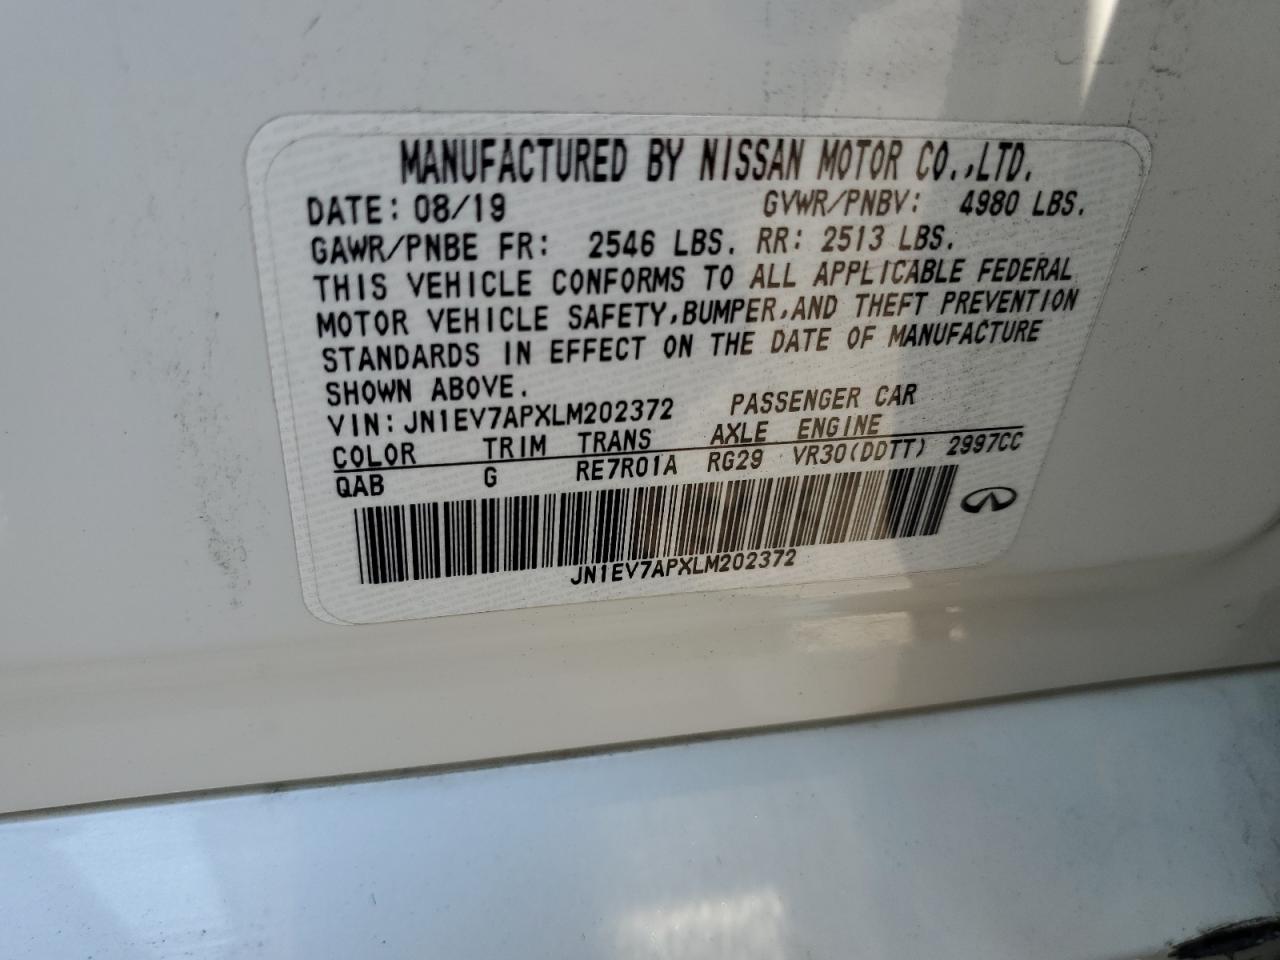 MANUFACTURED BY NISSAN MOTOR CO.,LTD.
DATE: 08/19 GVWR/PNBV: 4980 LBS.
GAWR/PNBE FR: 2546 LBS. RR: 2513 LBS.
THIS VEHICLE CONFORMS TO ALL APPLICABLE FEDERAL
MOTOR VEHICLE SAFETY,BUMPER,AND THEFT PREVENTION
STANDARDS IN EFFECT ON THE DATE OF MANUFACTURE
SHOWN ABOVE.
VIN:JN1EV7APXLM202372 PASSENGER CAR
COLOR TRIM TRANS AXLE ENGINE
QAB G RE7R01A RG29 VR30(DDTT) 2997CC
JN1EV7APXLM202372